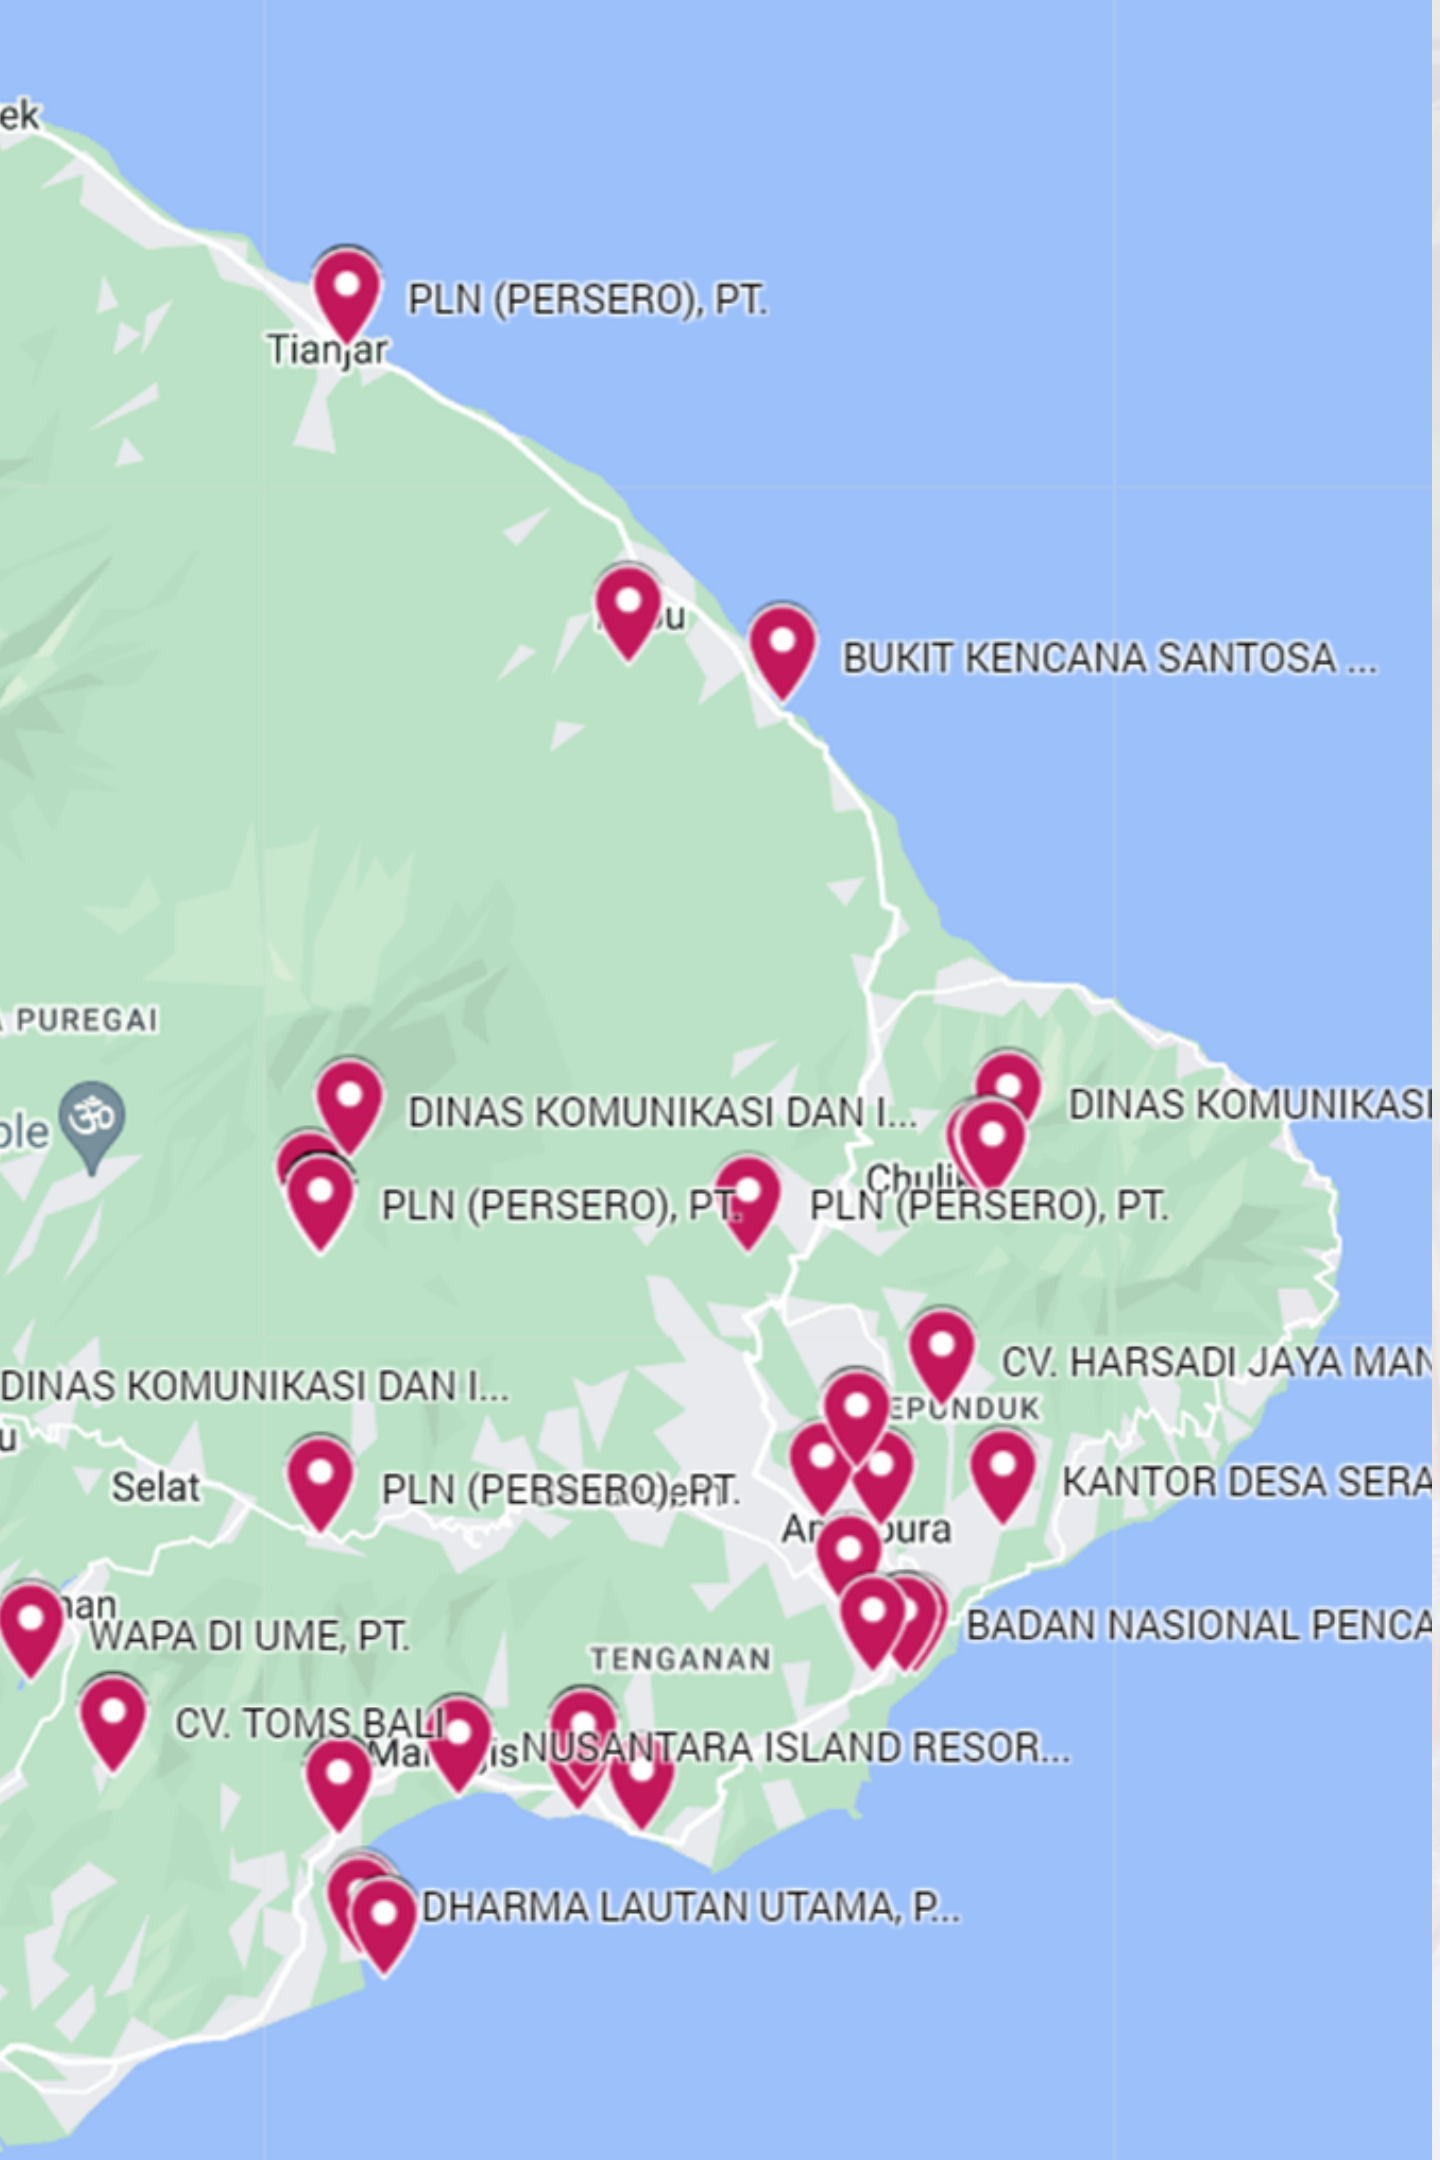 ek
PLN (PERSERO), PT.
Tianjar
BUKIT KENCANA SANTOSA ...
PUREGAI
DINAS KOMUNIKASI DAN I...
DINAS KOMUNIKASI
ple
PLN (PERSERO), PT.
PLN (PERSERO), PT.
CV. HARSADI JAYA MAN
DINAS KOMUNIKASI DAN I...
EPUNDUK
u
Selat
PLN (PERSERO), PT.
KANTOR DESA SERA
WAPA DI UME, PT.
BADAN NASIONAL PENCA
TENGANAN
CV. TOMS BALI
NUSANTARA ISLAND RESOR...
DHARMA LAUTAN UTAMA, P...